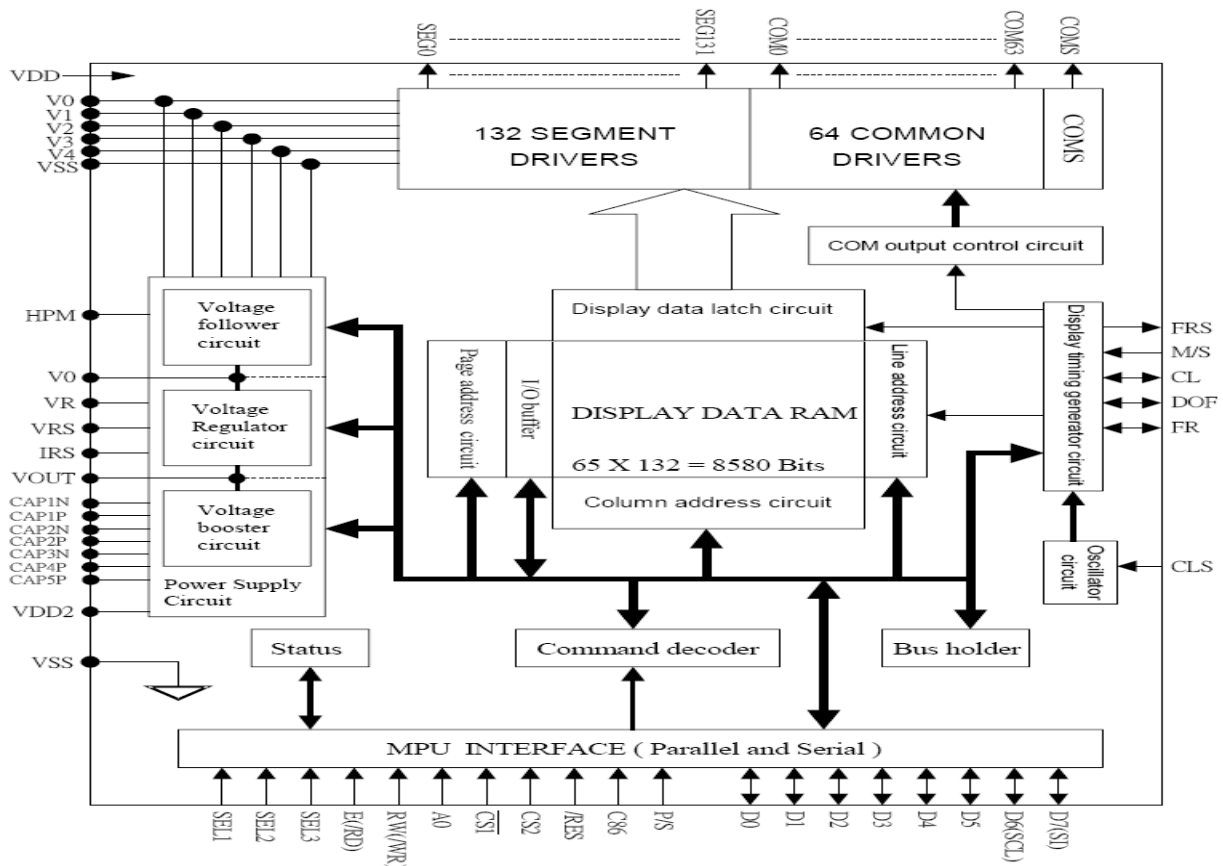 SEG0
SEG131
COM0
COM63
COMS
VDD
V0
V1
V2
V3
V4
VSS
132 SEGMENT
DRIVERS
64 COMMON
DRIVERS
COMS
COM output control circuit
HPM
V0
VR
VRS
IRS
VOUT
CAP1N
CAP1P
CAP2N
CAP2P
CAP3N
CAP4P
CAP5P
VDD2
VSS
Voltage
follower
circuit
Voltage
Regulator
circuit
Voltage
booster
circuit
Power Supply
Circuit
Display data latch circuit
Page address circuit
I/O buffer
DISPLAY DATA RAM
65 X 132 = 8580 Bits
Line address circuit
Column address circuit
Display timing generator circuit
FRS
M/S
CL
DOF
FR
Oscillator
circuit
CLS
Status
Command decoder
Bus holder
MPU INTERFACE ( Parallel and Serial )
SEL1
SEL2
SEL3
E(/RD)
RW(/WR)
A0
CS1
CS2
/RES
C86
P/S
D0
D1
D2
D3
D4
D5
D6(SCL)
D7(SI)